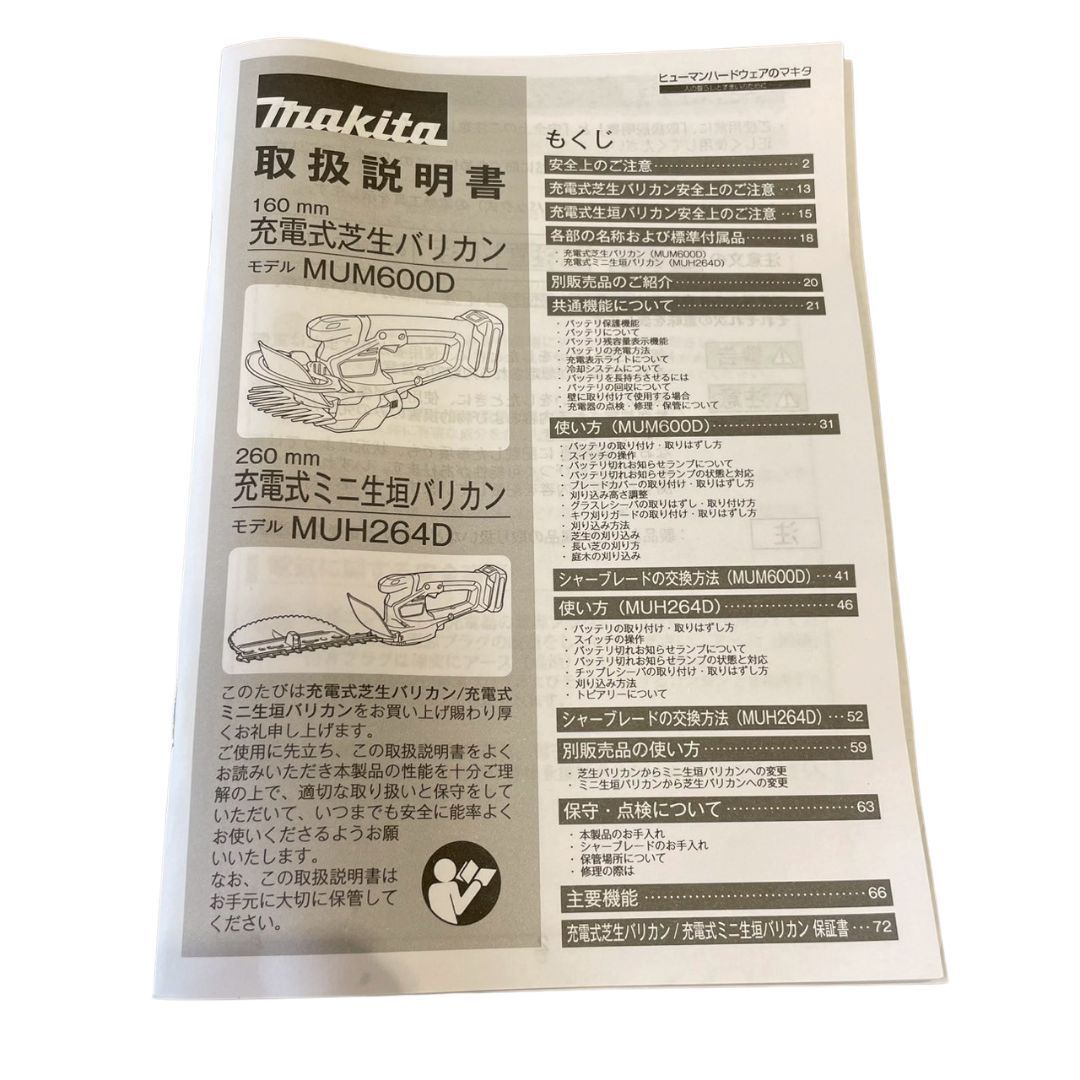 makita
取扱説明書
160 mm
充電式芝生バリカン
モデル MUM600D
260 mm
充電式ミニ生垣バリカン
モデル MUH264D
このたびは充電式芝生バリカン/充電式
ミニ生垣バリカンをお買い上げ賜わり厚
くお礼申し上げます。
ご使用に先立ち、この取扱説明書をよく
お読みいただき本製品の性能を十分ご理
解の上で、適切な取り扱いと保守をして
いただいて、いつまでも安全に能率よく
お使いくださるようお願
いいたします。
なお、この取扱説明書は
お手元に大切に保管して
ください。
ヒューマンハードウェアのマキタ
人の暮らしとすまいのために
もくじ
安全上のご注意 2
充電式芝生バリカン安全上のご注意 … 13
充電式生垣バリカン安全上のご注意 … 15
各部の名称および標準付属品 18
・充電式芝生バリカン（MUM600D）
・充電式ミニ生垣バリカン（MUH264D）
別販売品のご紹介 20
共通機能について 21
・バッテリ保護機能
・バッテリについて
・バッテリ残容量表示機能
・バッテリの充電方法
・充電表示ライトについて
・冷却システムについて
・バッテリを長持ちさせるには
・バッテリの回収について
・壁に取り付けて使用する場合
・充電器の点検・修理・保管について
使い方（MUM600D） 31
・バッテリの取り付け・取りはずし方
・スイッチの操作
・バッテリ切れお知らせランプについて
・バッテリ切れお知らせランプの状態と対応
・ブレードカバーの取り付け・取りはずし方
・刈り込み高さ調整
・グラスレシーバの取りはずし・取り付け方
・キワ刈りガードの取り付け・取りはずし方
・刈り込み方法
・芝生の刈り込み
・長い芝の刈り方
・庭木の刈り込み
シャーブレードの交換方法（MUM600D） … 41
使い方（MUH264D） 46
・バッテリの取り付け・取りはずし方
・スイッチの操作
・バッテリ切れお知らせランプについて
・バッテリ切れお知らせランプの状態と対応
・チップレシーバの取り付け・取りはずし方
・刈り込み方法
・トピアリーについて
シャーブレードの交換方法（MUH264D） … 52
別販売品の使い方 59
・芝生バリカンからミニ生垣バリカンへの変更
・ミニ生垣バリカンから芝生バリカンへの変更
保守・点検について 63
・本製品のお手入れ
・シャーブレードのお手入れ
・保管場所について
・修理の際は
主要機能 66
充電式芝生バリカン / 充電式ミニ生垣バリカン 保証書 … 72